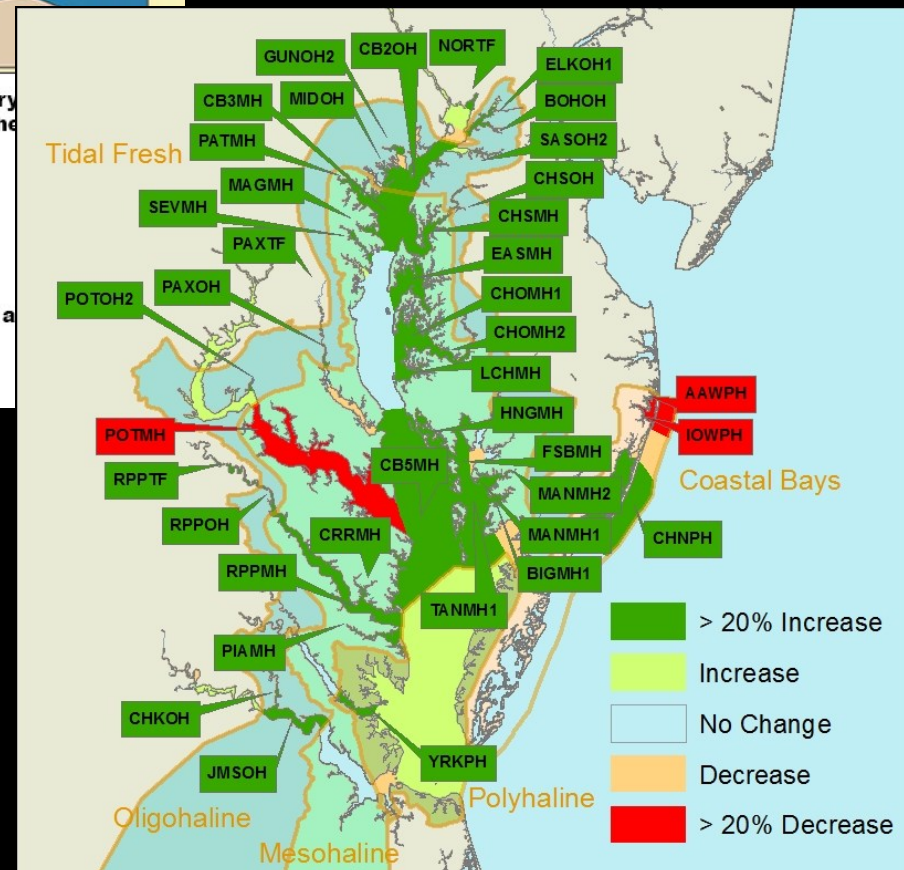 ry
ne
a
NORTF
CB2OH
GUNOH2
ELKOH1
CB3MH
MIDOH
BOHOH
PATMH
SASOH2
Tidal Fresh
MAGMH
CHSOH
SEVMH
CHSMH
PAXTF
EASMH
PAXOH
POTOH2
CHOMH1
CHOMH2
LCHMH
AAWPH
HNGMH
POTMH
IOWPH
FSBMH
CB5MH
RPPTF
Coastal Bays
MANMH2
RPPOH
CRRMH
MANMH1
CHNPH
RPPMH
BIGMH1
TANMH1
> 20% Increase
PIAMH
Increase
CHKOH
No Change
YRKPH
JMSOH
Decrease
Polyhaline
Oligohaline
> 20% Decrease
Mesohaline